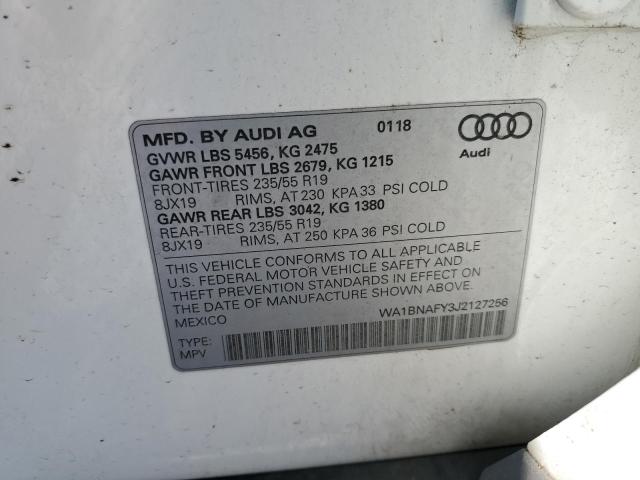 MFD. BY AUDI AG 0118
GVWR LBS 5456, KG 2475
GAWR FRONT LBS 2679, KG 1215
FRONT-TIRES 235/55 R19
8JX19 RIMS, AT 230 KPA 33 PSI COLD
GAWR REAR LBS 3042, KG 1380
REAR-TIRES 235/55 R19
8JX19 RIMS, AT 250 KPA 36 PSI COLD
Audi
THIS VEHICLE CONFORMS TO ALL APPLICABLE
U.S. FEDERAL MOTOR VEHICLE SAFETY AND
THEFT PREVENTION STANDARDS IN EFFECT ON
DATE OF MANUFACTURE SHOWN ABOVE.
MEXICO WA1BNAFY3J2127256
TYPE:
MPV